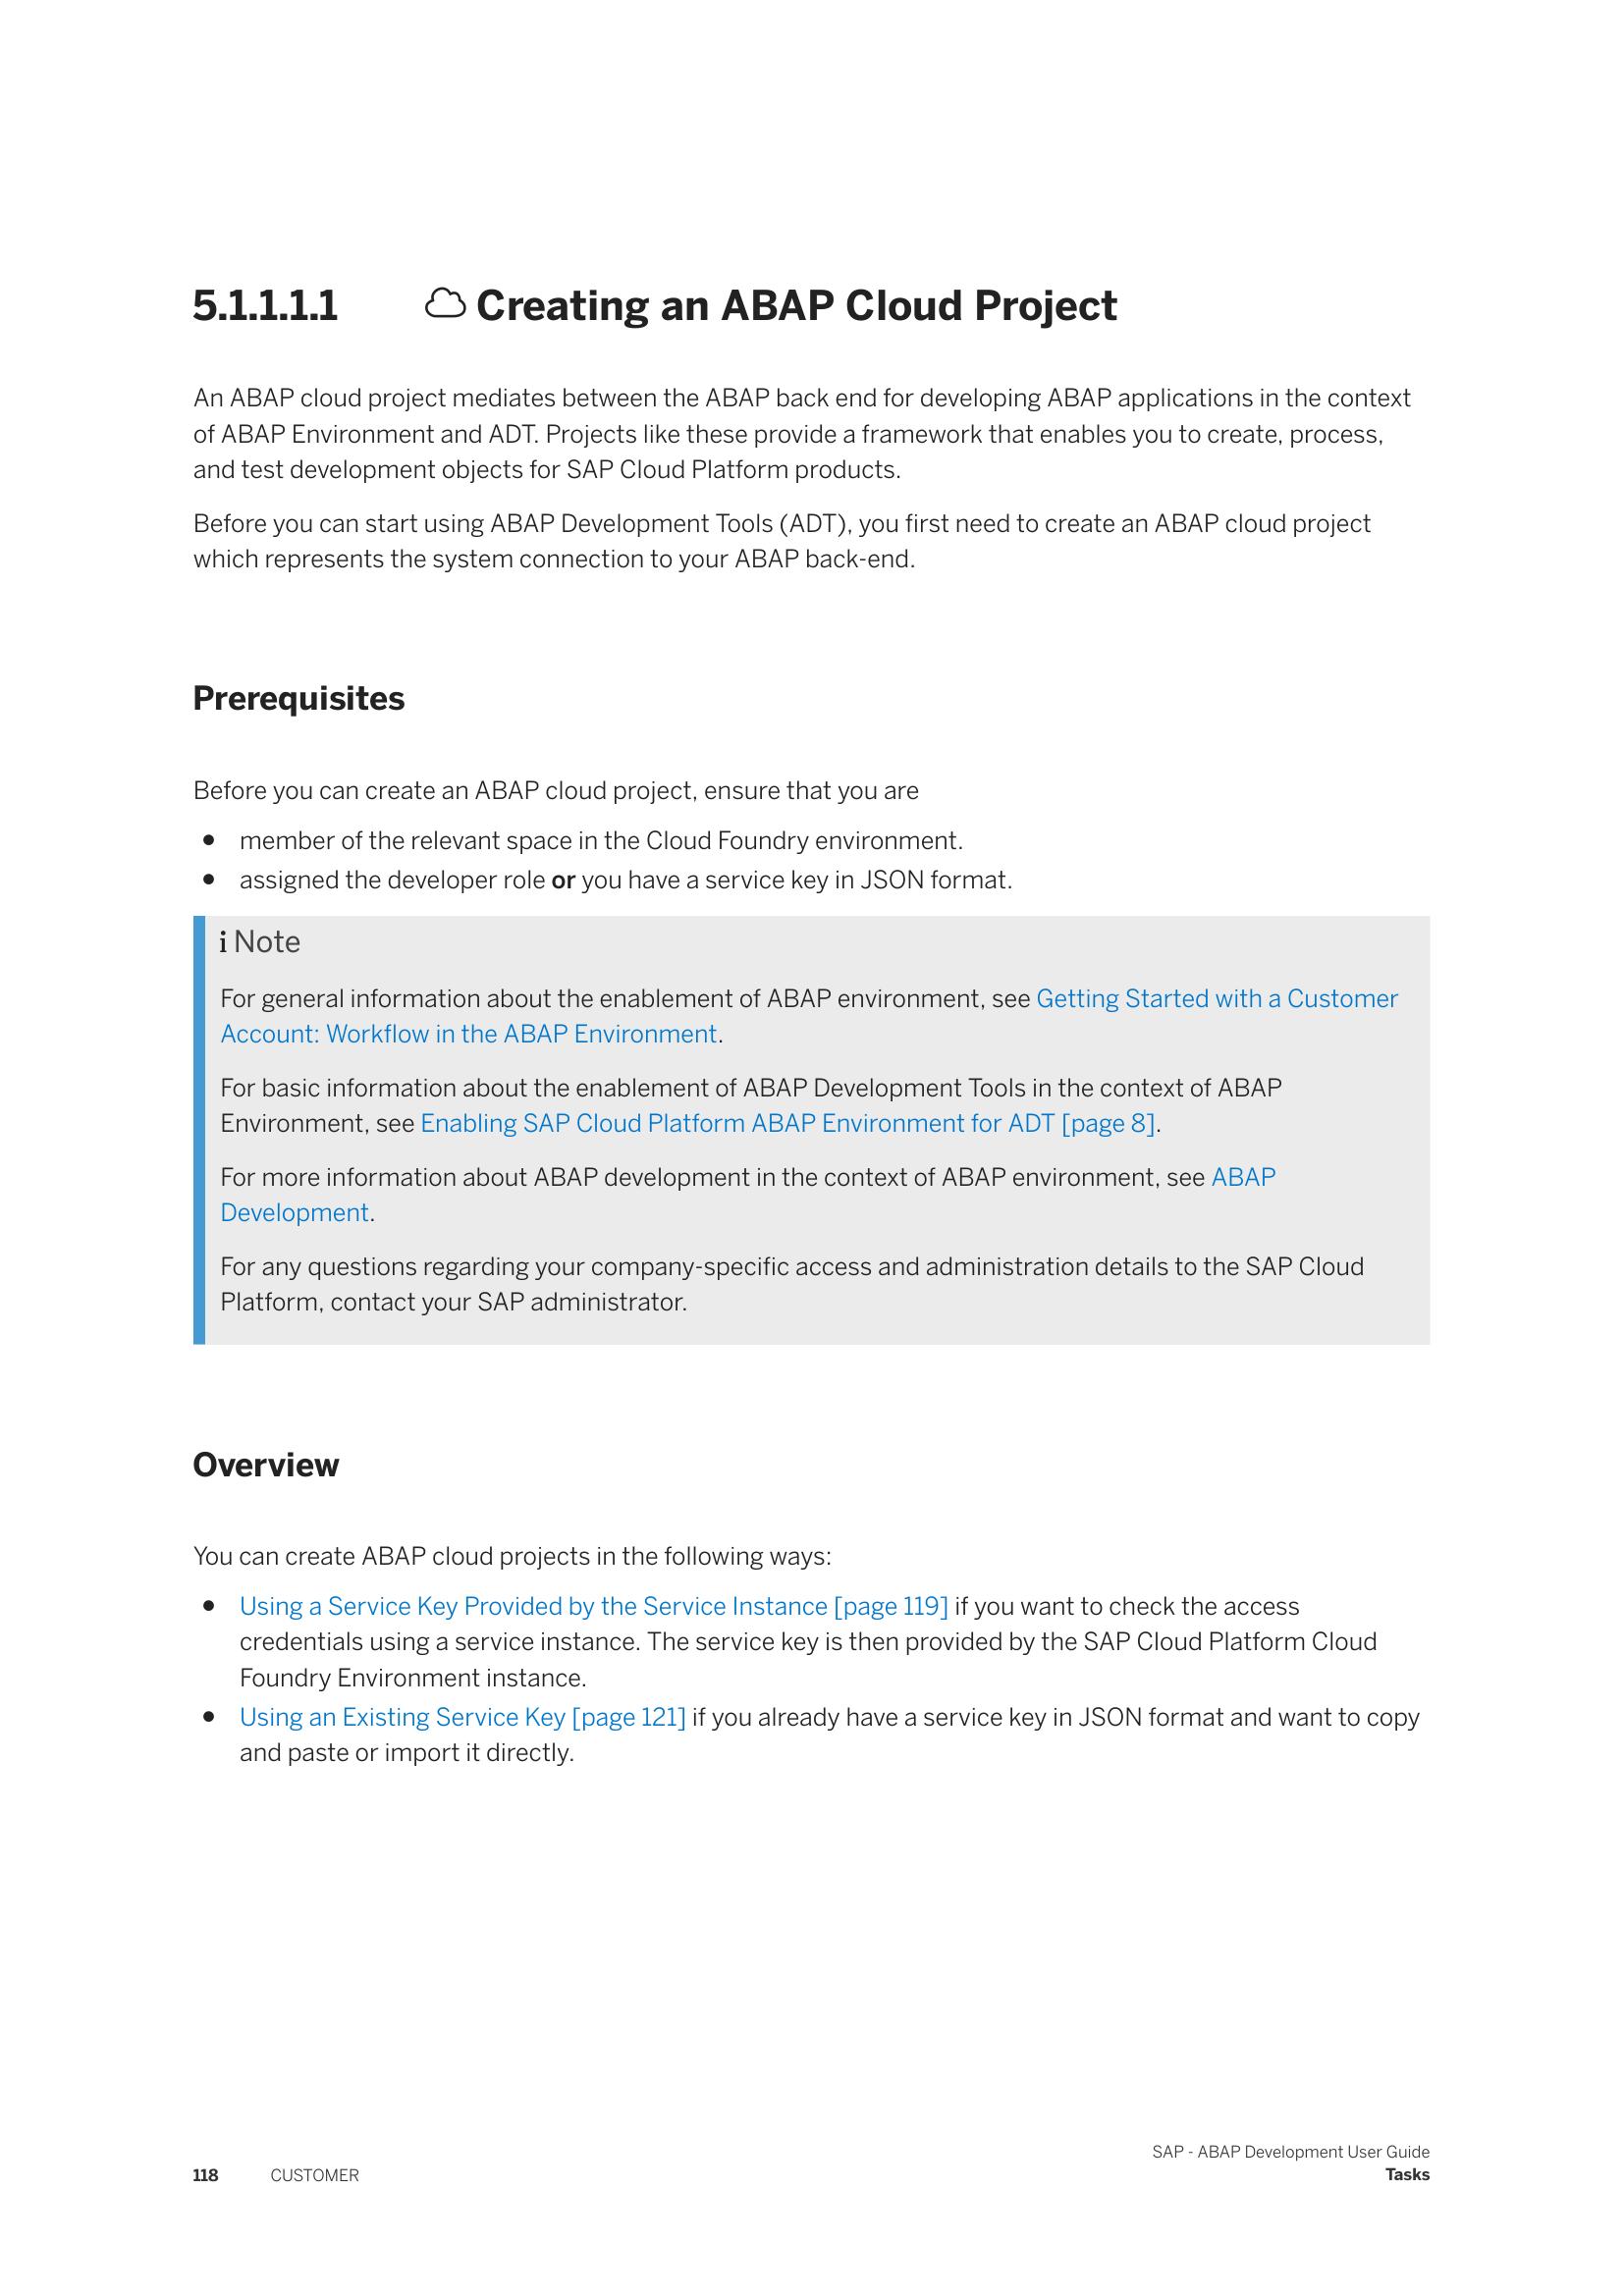 5.1.1.1.1 Creating an ABAP Cloud Project
An ABAP cloud project mediates between the ABAP back end for developing ABAP applications in the context
of ABAP Environment and ADT. Projects like these provide a framework that enables you to create, process,
and test development objects for SAP Cloud Platform products.
Before you can start using ABAP Development Tools (ADT), you first need to create an ABAP cloud project
which represents the system connection to your ABAP back-end.
Prerequisites
Before you can create an ABAP cloud project, ensure that you are
● member of the relevant space in the Cloud Foundry environment.
● assigned the developer role or you have a service key in JSON format.
i Note
For general information about the enablement of ABAP environment, see Getting Started with a Customer
Account: Workflow in the ABAP Environment.
For basic information about the enablement of ABAP Development Tools in the context of ABAP
Environment, see Enabling SAP Cloud Platform ABAP Environment for ADT [page 8].
For more information about ABAP development in the context of ABAP environment, see ABAP
Development.
For any questions regarding your company-specific access and administration details to the SAP Cloud
Platform, contact your SAP administrator.
Overview
You can create ABAP cloud projects in the following ways:
● Using a Service Key Provided by the Service Instance [page 119] if you want to check the access
credentials using a service instance. The service key is then provided by the SAP Cloud Platform Cloud
Foundry Environment instance.
● Using an Existing Service Key [page 121] if you already have a service key in JSON format and want to copy
and paste or import it directly.
SAP - ABAP Development User Guide
118 CUSTOMER Tasks